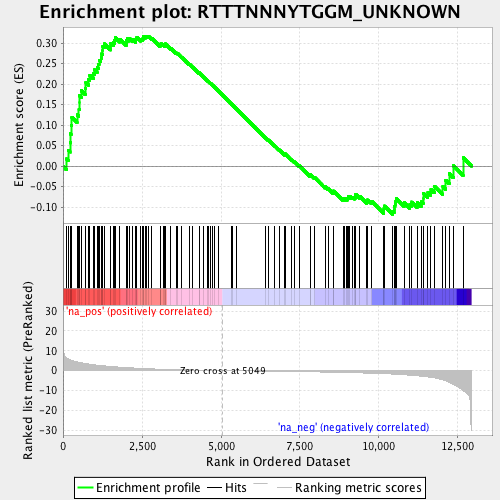 Enrichment plot: RTTTNNNYTGGM_UNKNOWN
Enrichment score (ES)
0.30
0.25
0.20
0.15
0.10
0.05
0.00
-0.05
-0.10
'na_pos' (positively correlated)
Ranked list metric (PreRanked)
30
20
10
0
-10
-20
-30
Zero cross at 5049
'na_neg' (negatively correlated)
0
2,500
5,000
7,500
10,000
12,500
Rank in Ordered Dataset
Enrichment profile
Hits
Ranking metric scores